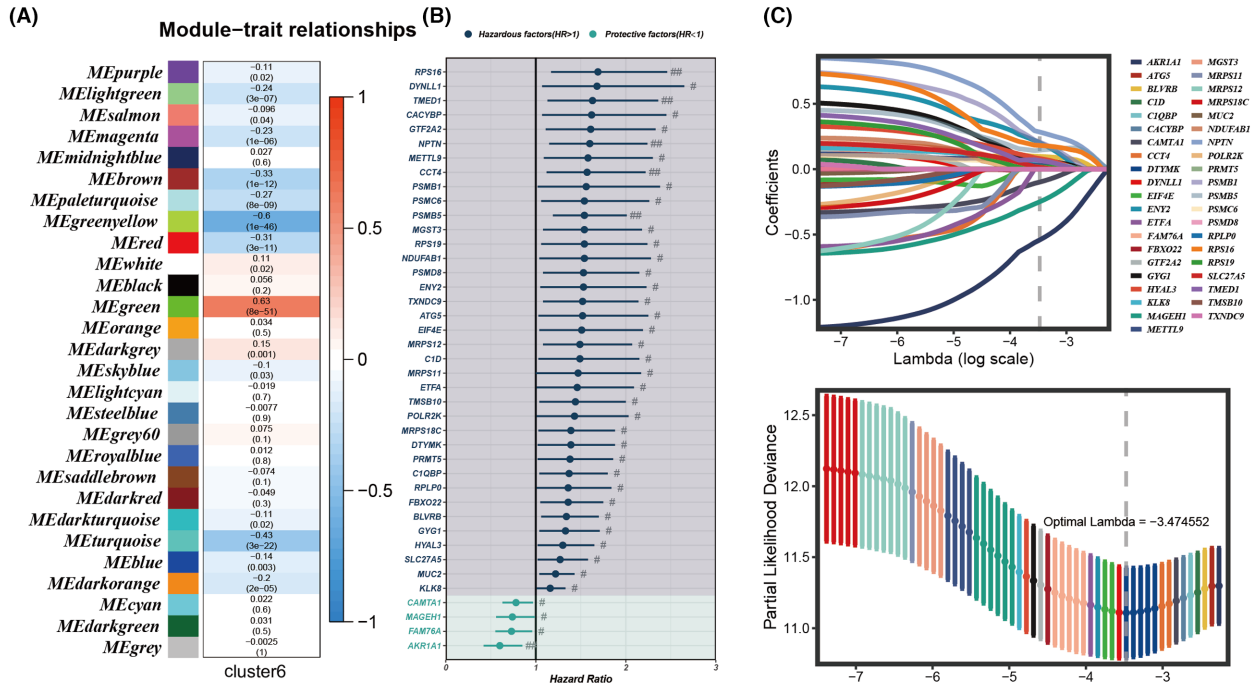 (A)
Module−trait relationships
MEpurple
−0.11
(0.02)
MElightgreen
−0.24
(3e−07)
MEsalmon
−0.096
(0.04)
MEmagenta
−0.23
(1e−06)
MEmidnightblue
0.027
(0.6)
MEbrown
−0.33
(1e−12)
MEpaleturquoise
−0.27
(8e−09)
MEgreenyellow
−0.6
(1e−46)
MEred
−0.31
(3e−11)
MEwhite
0.11
(0.02)
MEblack
0.056
(0.2)
MEgreen
0.63
(8e−51)
MEorange
0.034
(0.5)
MEdarkgrey
0.15
(0.001)
MEskyblue
−0.1
(0.03)
MElightcyan
−0.019
(0.7)
MEsteelblue
−0.0077
(0.9)
MEgrey60
0.075
(0.1)
MEroyalblue
0.012
(0.8)
MEsaddlebrown
−0.074
(0.1)
MEdarkred
−0.049
(0.3)
MEdarkturquoise
−0.11
(0.02)
MEturquoise
−0.43
(3e−22)
MEblue
−0.14
(0.003)
MEdarkorange
−0.2
(2e−05)
MEcyan
0.022
(0.6)
MEdarkgreen
0.031
(0.5)
MEgrey
−0.0025
(1)
cluster6
1
0.5
0
−0.5
−1
(B)
Hazardous factors(HR>1) Protective factors(HR<1)
RPS16 ##
DYNLL1 #
TMED1 ##
CACYBP #
GTF2A2 #
NPTN ##
METTL9 #
CCT4 ##
PSMB1 #
PSMC6 #
PSMB5 ##
MGST3 #
RPS19 #
NDUFAB1 #
PSMD8 #
ENY2 #
TXNDC9 #
ATG5 #
EIF4E #
MRPS12 #
C1D #
MRPS11 #
ETFA #
TMSB10 #
POLR2K #
MRPS18C #
DTYMK #
PRMT5 #
C1QBP #
RPLP0 #
FBXO22 #
BLVRB #
GYG1 #
HYAL3 #
SLC27A5 #
MUC2 #
KLK8 #
CAMTA1 #
MAGEH1 #
FAM76A #
AKR1A1 ##
0 1 2 3
Hazard Ratio
(C)
Coefficients
0.5
0.0
−0.5
−1.0
−7 −6 −5 −4 −3
Lambda (log scale)
AKR1A1 MGST3
ATG5 MRPS11
BLVRB MRPS12
C1D MRPS18C
C1QBP MUC2
CACYBP NDUFAB1
CAMTA1 NPTN
CCT4 POLR2K
DTYMK PRMT5
DYNLL1 PSMB1
EIF4E PSMB5
ENY2 PSMC6
ETFA PSMD8
FAM76A RPLP0
FBXO22 RPS16
GTF2A2 RPS19
GYG1 SLC27A5
HYAL3 TMED1
KLK8 TMSB10
MAGEH1 TXNDC9
METTL9
Partial Likelihood Deviance
12.5
12.0
11.5
11.0
Optimal Lambda = −3.474552
−7 −6 −5 −4 −3